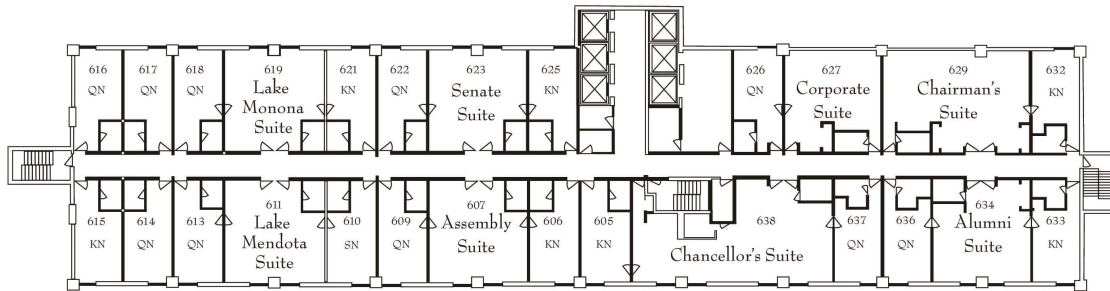 616
QN
617
QN
618
QN
619
Lake
Monona
Suite
621
KN
622
QN
623
Senate
Suite
625
KN
626
QN
627
Corporate
Suite
629
Chairman's
Suite
632
KN
615
KN
614
QN
613
QN
611
Lake
Mendota
Suite
610
SN
609
QN
607
Assembly
Suite
606
KN
605
KN
638
Chancellor's Suite
637
QN
636
QN
634
Alumni
Suite
633
KN